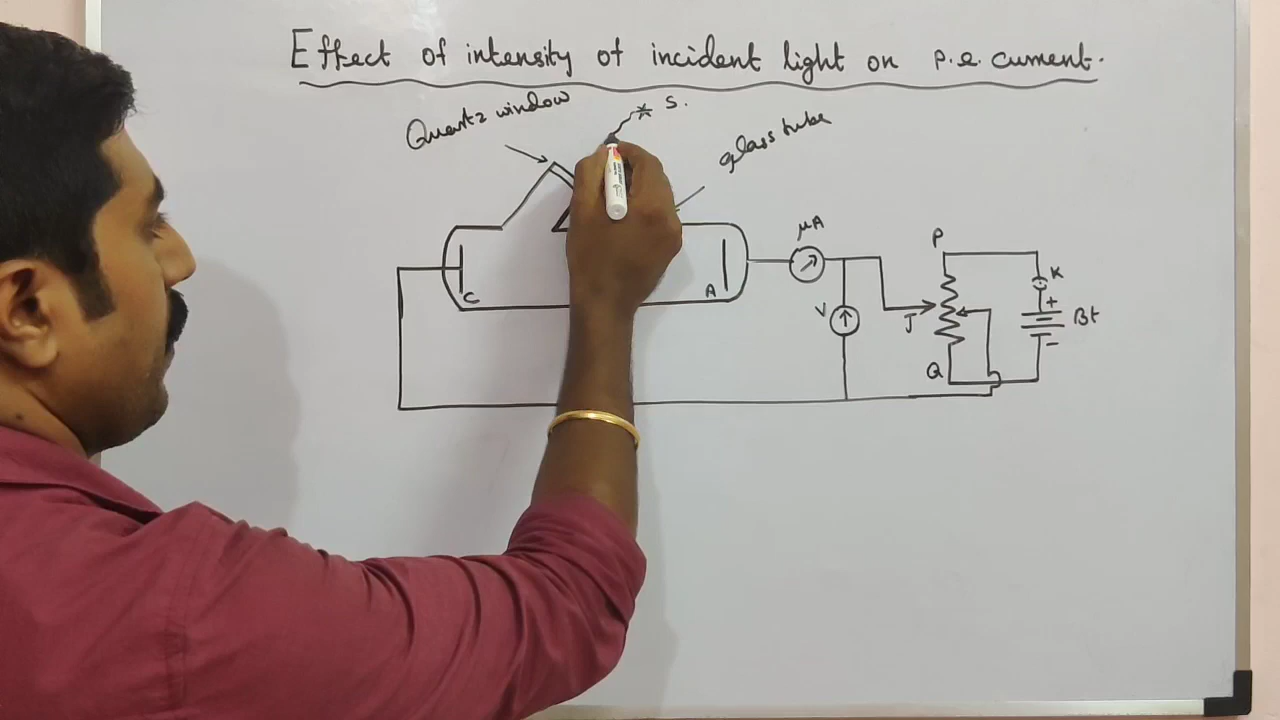 Effect of intensity of incident light on p.e. current.
Quartz window
S.
glass tube
μA
P
K
+
C
A
V
J
Bt
-
Q